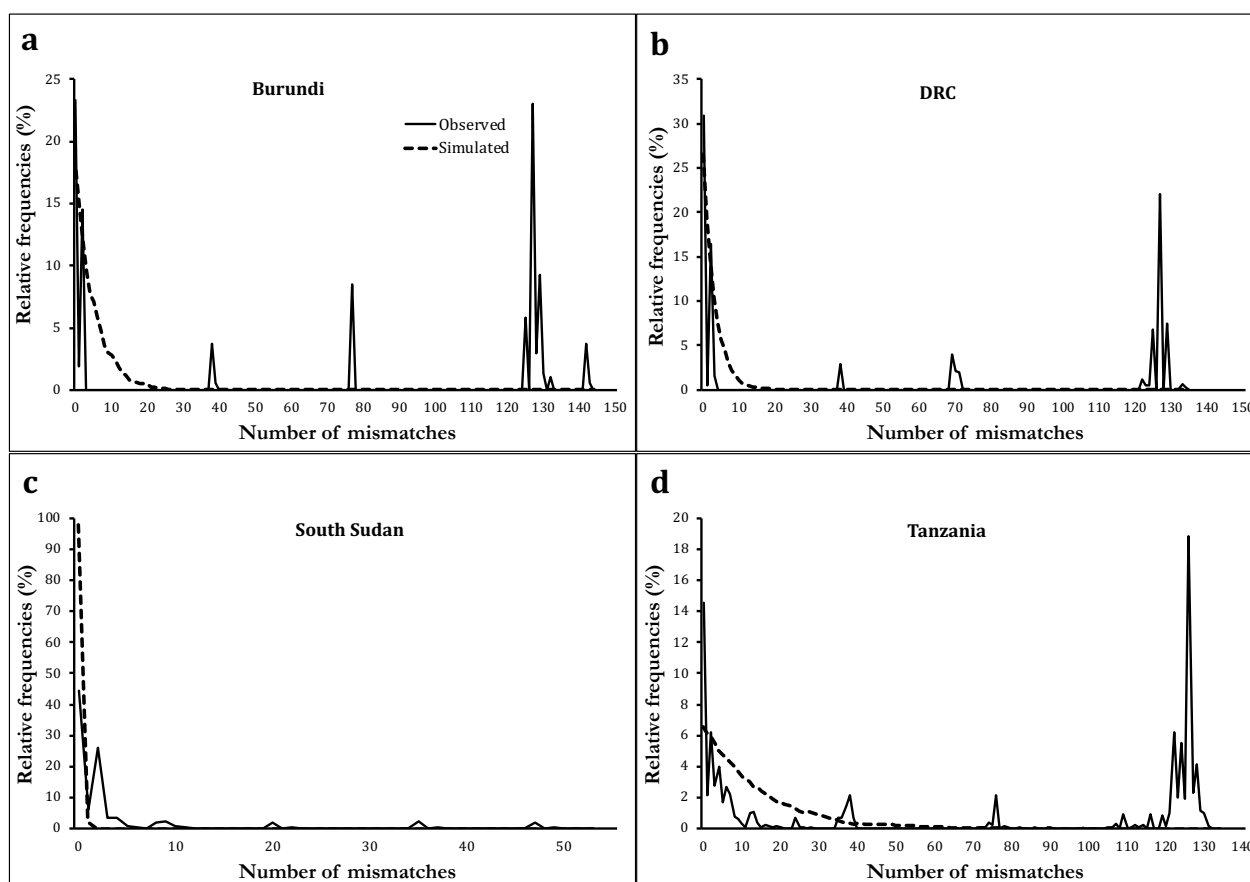 a
Burundi
Observed
Simulated
Relative frequencies (%)
25
20
15
10
5
0
0 10 20 30 40 50 60 70 80 90 100 110 120 130 140 150
Number of mismatches
b
DRC
Relative frequencies (%)
35
30
25
20
15
10
5
0
0 10 20 30 40 50 60 70 80 90 100 110 120 130 140 150
Number of mismatches
c
South Sudan
Relative frequencies (%)
100
90
80
70
60
50
40
30
20
10
0
0 10 20 30 40 50
Number of mismatches
d
Tanzania
Relative frequencies (%)
20
18
16
14
12
10
8
6
4
2
0
0 10 20 30 40 50 60 70 80 90 100 110 120 130 140
Number of mismatches